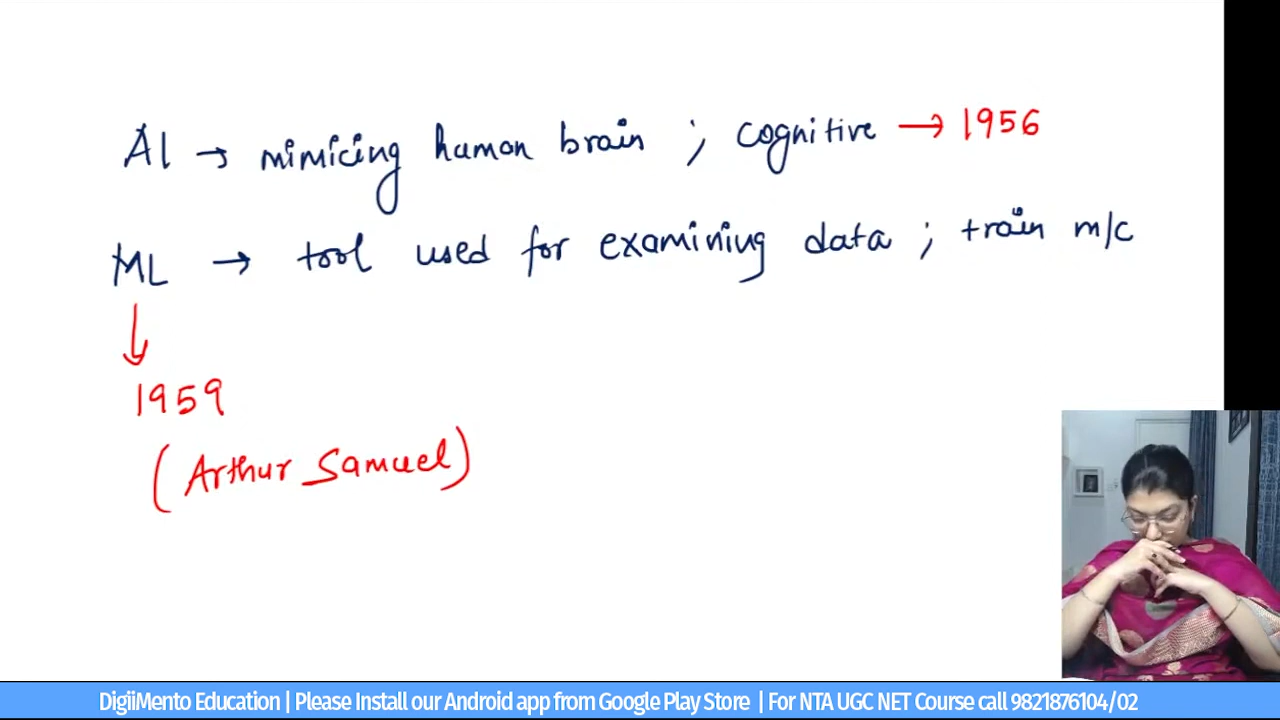 AI → mimicing human brain ; cognitive → 1956
ML → tool used for examining data ; train m/c
↓
1959
(Arthur Samuel)
DigiiMento Education | Please Install our Android app from Google Play Store | For NTA UGC NET Course call 9821876104/02